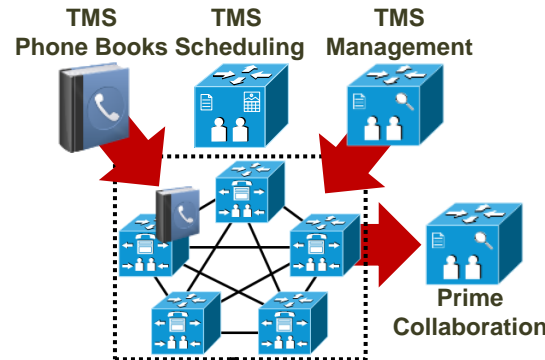 TMS
Phone Books
TMS
Scheduling
TMS
Management
Prime
Collaboration